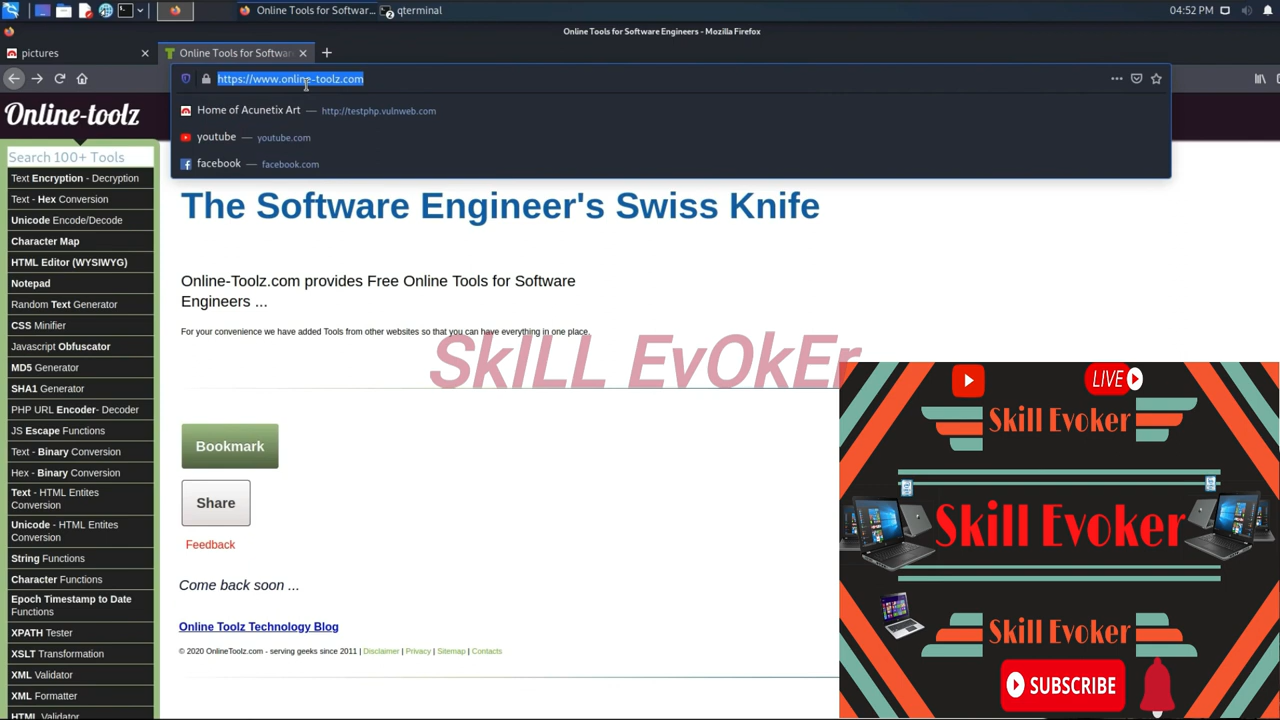 Online Tools for Softwar...
qterminal
04:52 PM
Online Tools for Software Engineers - Mozilla Firefox
pictures
Online Tools for Softwa
https://www.online-toolz.com
Home of Acunetix Art — http://testphp.vulnweb.com
youtube — youtube.com
facebook — facebook.com
Online-toolz
Search 100+ Tools
Text Encryption - Decryption
Text - Hex Conversion
Unicode Encode/Decode
Character Map
HTML Editor (WYSIWYG)
Notepad
Random Text Generator
CSS Minifier
Javascript Obfuscator
MD5 Generator
SHA1 Generator
PHP URL Encoder- Decoder
JS Escape Functions
Text - Binary Conversion
Hex - Binary Conversion
Text - HTML Entites
Conversion
Unicode - HTML Entites
Conversion
String Functions
Character Functions
Epoch Timestamp to Date
Functions
XPATH Tester
XSLT Transformation
XML Validator
XML Formatter
HTML Validator
The Software Engineer's Swiss Knife
Online-Toolz.com provides Free Online Tools for Software
Engineers ...
For your convenience we have added Tools from other websites so that you can have everything in one place.
SkILL EvOkEr
Bookmark
Share
Feedback
Come back soon ...
Online Toolz Technology Blog
© 2020 OnlineToolz.com - serving geeks since 2011 | Disclaimer | Privacy | Sitemap | Contacts
LIVE
Skill Evoker
Skill Evoker
Skill Evoker
SUBSCRIBE